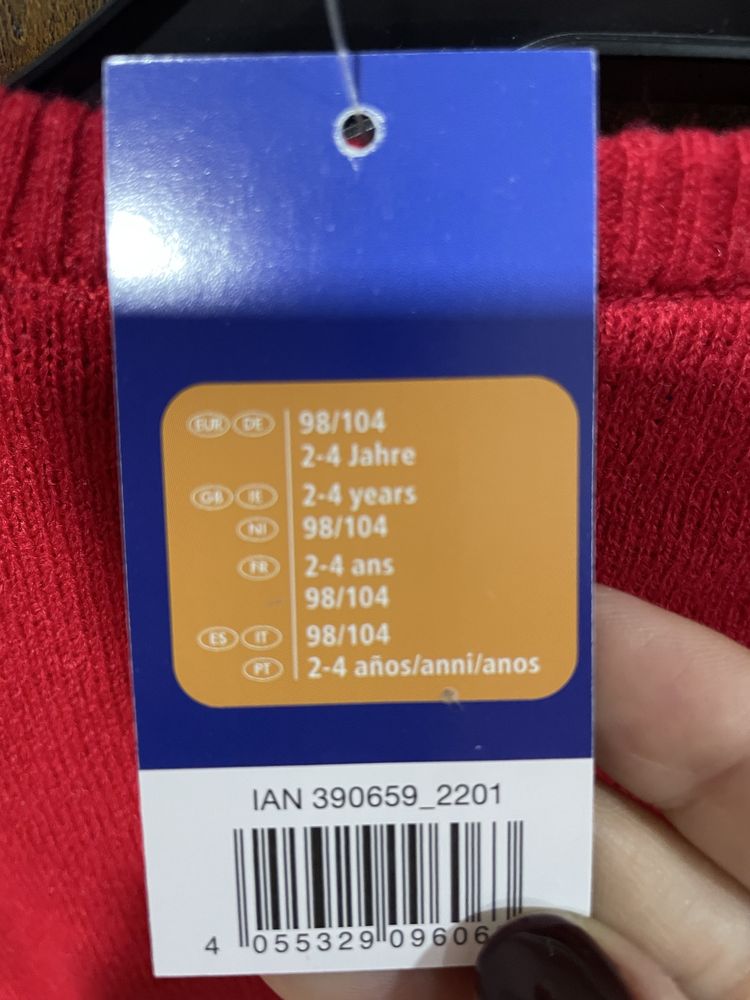 EUR DE 98/104
2-4 Jahre
GB IE 2-4 years
NI 98/104
FR 2-4 ans
98/104
ES IT 98/104
PT 2-4 años/anni/anos
IAN 390659_2201
4 055329 09606